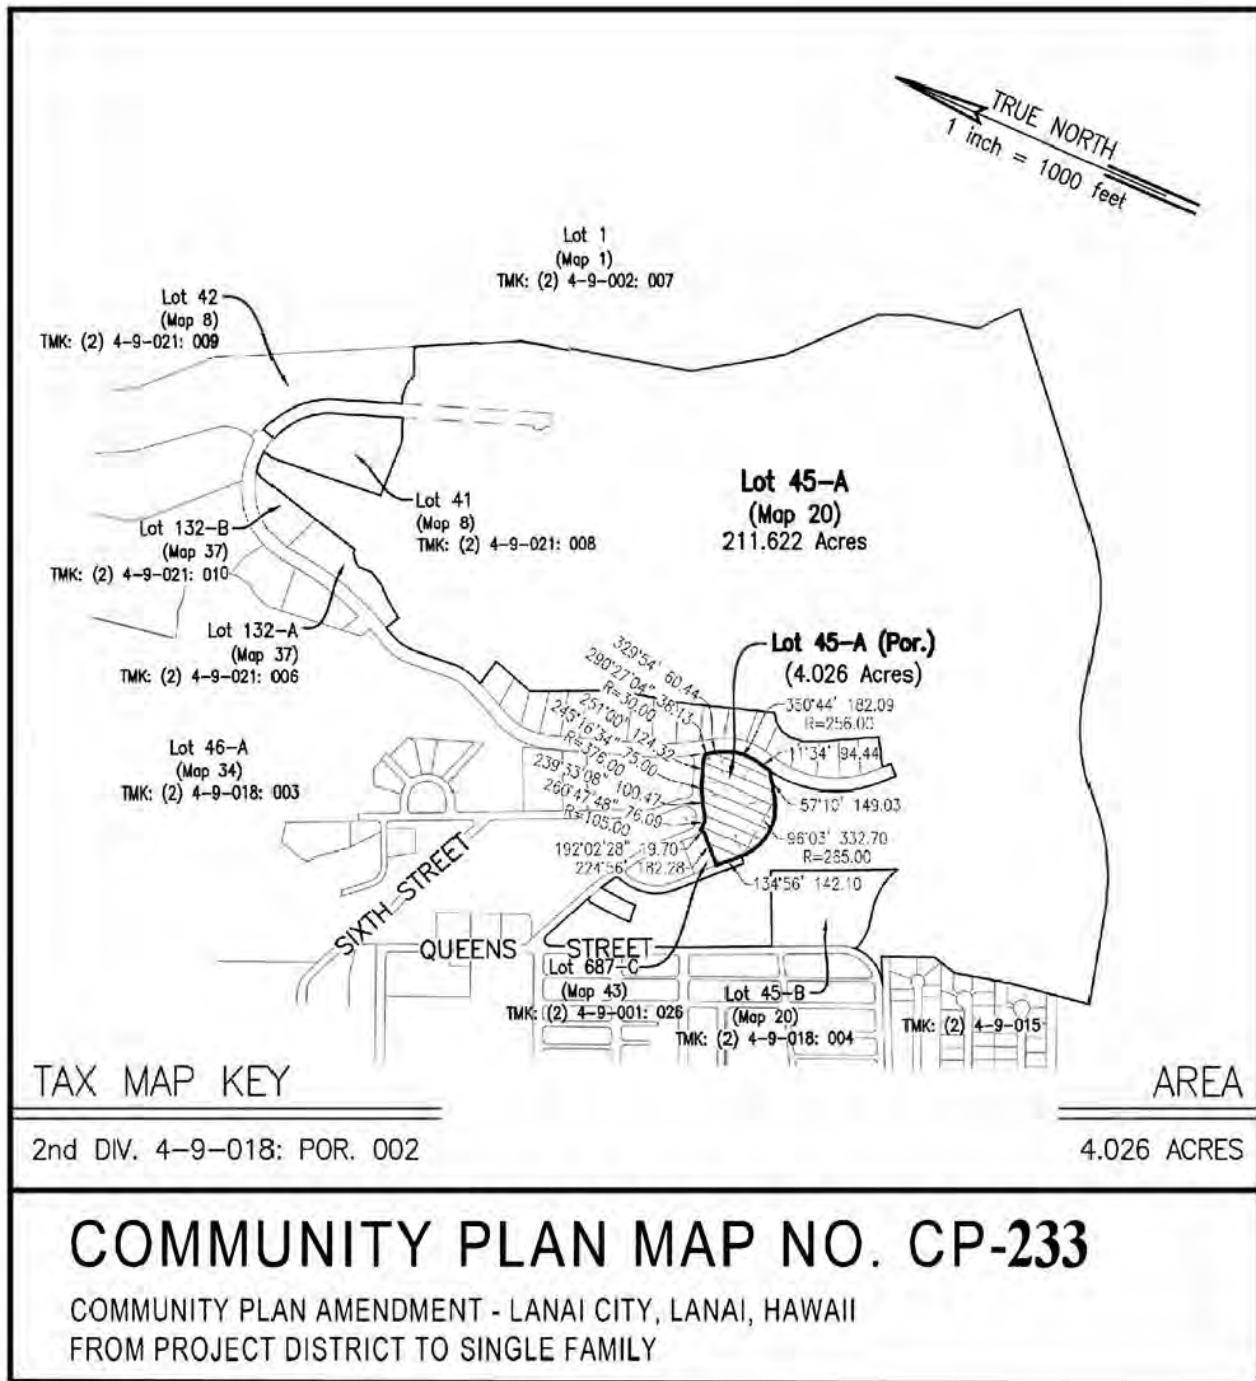 TRUE NORTH
1 inch = 1000 feet
Lot 1
(Map 1)
TMK: (2) 4-9-002: 007
Lot 42
(Map 8)
TMK: (2) 4-9-021: 009
Lot 41
(Map 8)
TMK: (2) 4-9-021: 008
Lot 45-A
(Map 20)
211.622 Acres
Lot 132-B
(Map 37)
TMK: (2) 4-9-021: 010
Lot 132-A
(Map 37)
TMK: (2) 4-9-021: 006
Lot 45-A (Por.)
(4.026 Acres)
329°54' 60.44
290°27'04" 38.13
R=30.00
251°00' 124.32
245°16'34" 75.00
R=376.00
239°33'08" 100.47
260°47'48" 76.09
R=105.00
192°02'28" 19.70
224°56' 182.28
350°44' 182.09
R=256.00
11°34' 94.44
57°10' 149.03
96°03' 332.70
R=265.00
134°56' 142.10
Lot 46-A
(Map 34)
TMK: (2) 4-9-018: 003
SIXTH STREET
QUEENS STREET
Lot 687-C
(Map 43)
TMK: (2) 4-9-001: 026
Lot 45-B
(Map 20)
TMK: (2) 4-9-018: 004
TMK: (2) 4-9-015
TAX MAP KEY
AREA
2nd DIV. 4-9-018: POR. 002
4.026 ACRES
COMMUNITY PLAN MAP NO. CP-233
COMMUNITY PLAN AMENDMENT - LANAI CITY, LANAI, HAWAII
FROM PROJECT DISTRICT TO SINGLE FAMILY